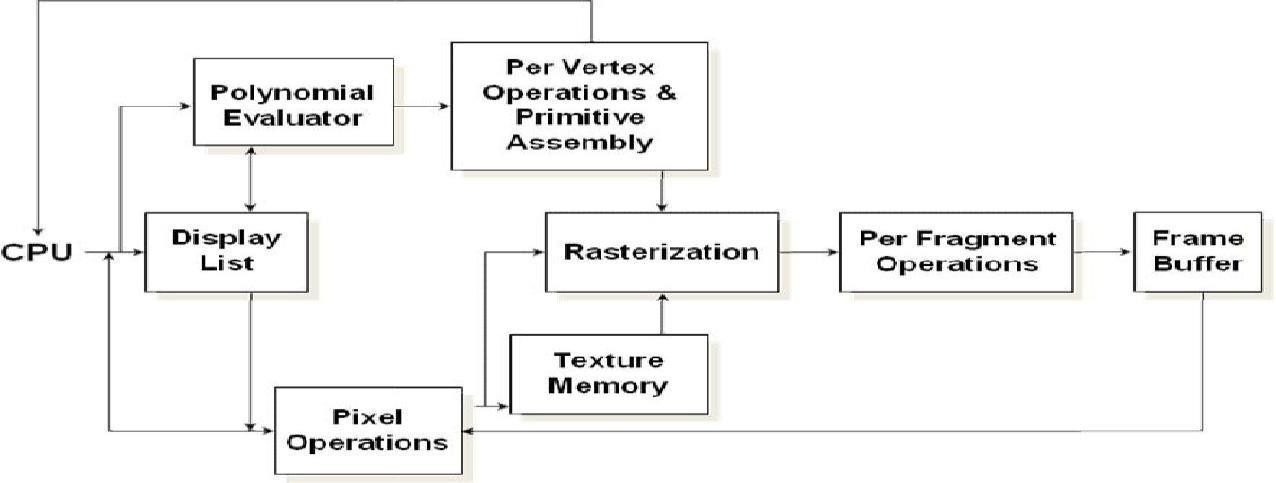 Per Vertex
Operations &
Primitive
Assembly
Polynomial
Evaluator
CPU
Display
List
Rasterization
Per Fragment
Operations
Frame
Buffer
Texture
Memory
Pixel
Operations